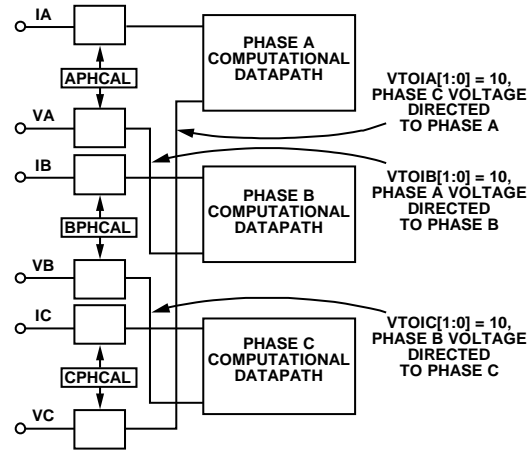 IA
PHASE A
COMPUTATIONAL
DATAPATH
APHCAL
VTOIA[1:0] = 10,
PHASE C VOLTAGE
DIRECTED
TO PHASE A
VA
IB
PHASE B
COMPUTATIONAL
DATAPATH
VTOIB[1:0] = 10,
PHASE A VOLTAGE
DIRECTED
TO PHASE B
BPHCAL
VB
IC
PHASE C
COMPUTATIONAL
DATAPATH
VTOIC[1:0] = 10,
PHASE B VOLTAGE
DIRECTED
TO PHASE C
CPHCAL
VC